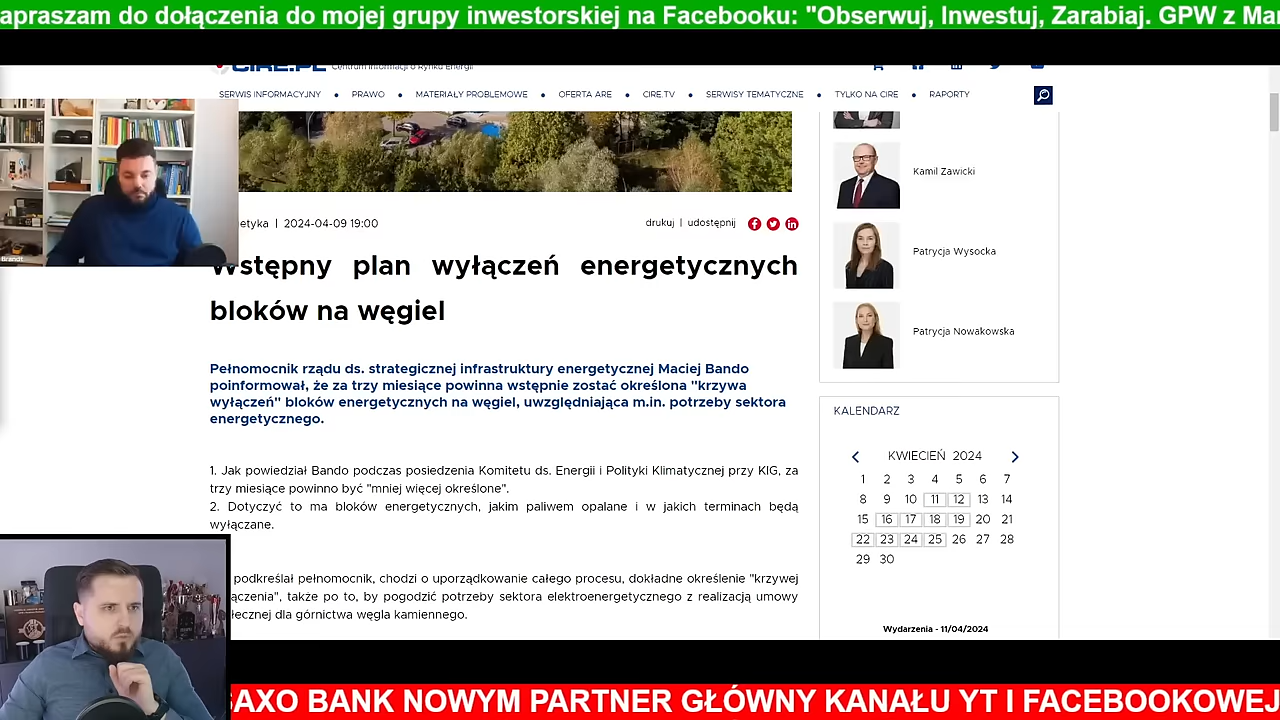 apraszam do dołączenia do mojej grupy inwestorskiej na Facebooku: "Obserwuj, Inwestuj, Zarabiaj. GPW z Mar
CIRE.PL Centrum Informacji o Rynku Energii
SERWIS INFORMACYJNY • PRAWO • MATERIAŁY PROBLEMOWE • OFERTA ARE • CIRE.TV • SERWISY TEMATYCZNE • TYLKO NA CIRE • RAPORTY
Brandt
etyka | 2024-04-09 19:00
drukuj | udostępnij
Wstępny plan wyłączeń energetycznych
bloków na węgiel
Pełnomocnik rządu ds. strategicznej infrastruktury energetycznej Maciej Bando
poinformował, że za trzy miesiące powinna wstępnie zostać określona "krzywa
wyłączeń" bloków energetycznych na węgiel, uwzględniająca m.in. potrzeby sektora
energetycznego.
1. Jak powiedział Bando podczas posiedzenia Komitetu ds. Energii i Polityki Klimatycznej przy KIG, za
trzy miesiące powinno być "mniej więcej określone".
2. Dotyczyć to ma bloków energetycznych, jakim paliwem opalane i w jakich terminach będą
wyłączane.
podkreślał pełnomocnik, chodzi o uporządkowanie całego procesu, dokładne określenie "krzywej
ączenia", także po to, by pogodzić potrzeby sektora elektroenergetycznego z realizacją umowy
ołecznej dla górnictwa węgla kamiennego.
Kamil Zawicki
Patrycja Wysocka
Patrycja Nowakowska
KALENDARZ
KWIECIEŃ 2024
1 2 3 4 5 6 7
8 9 10 11 12 13 14
15 16 17 18 19 20 21
22 23 24 25 26 27 28
29 30
Wydarzenia - 11/04/2024
SAXO BANK NOWYM PARTNER GŁÓWNY KANAŁU YT I FACEBOOKOWEJ